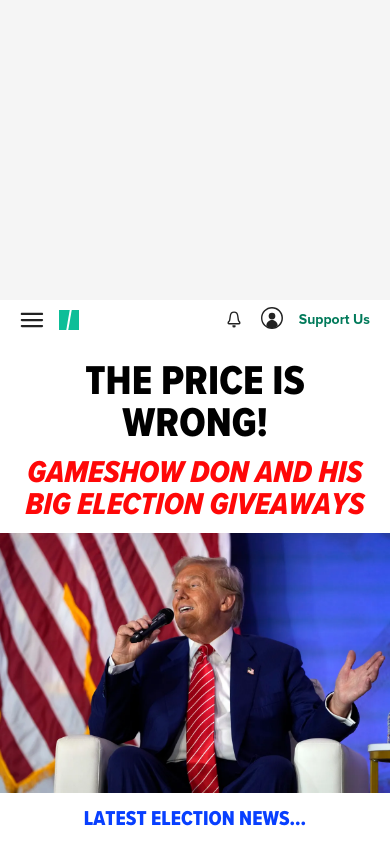 Support Us
THE PRICE IS
WRONG!
GAMESHOW DON AND HIS
BIG ELECTION GIVEAWAYS
LATEST ELECTION NEWS...